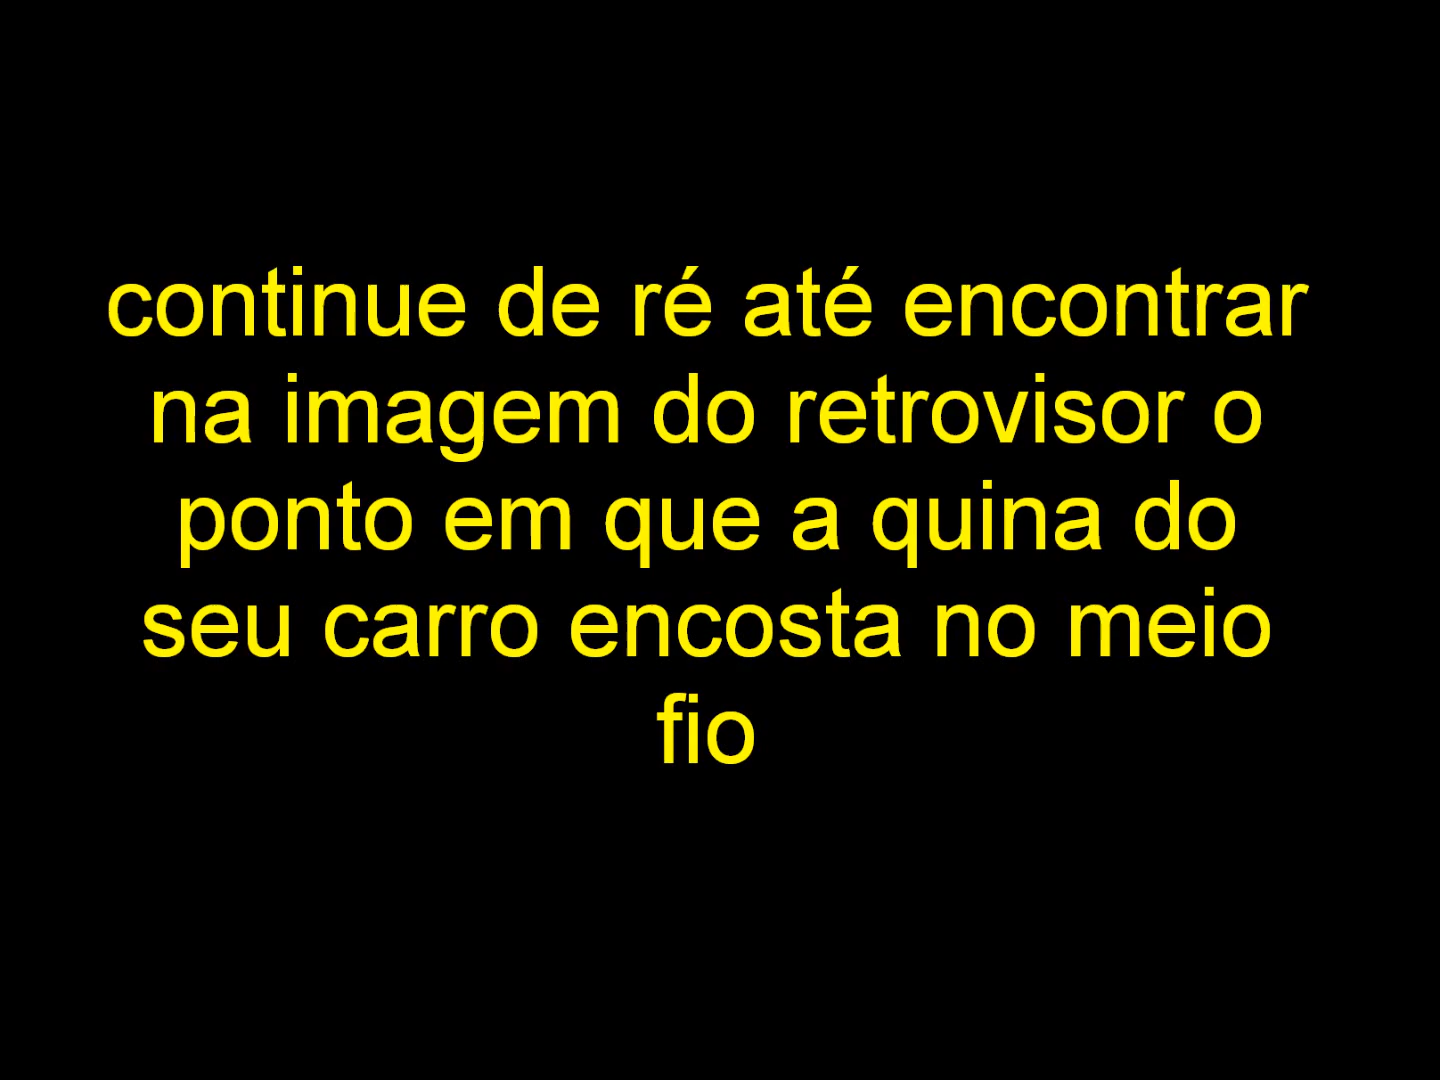 continue de ré até encontrar
na imagem do retrovisor o
ponto em que a quina do
seu carro encosta no meio
fio